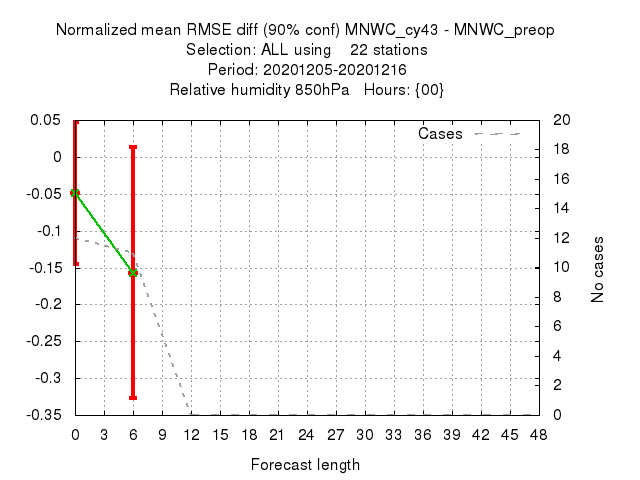 Normalized mean RMSE diff (90% conf) MNWC_cy43 - MNWC_preop
Selection: ALL using 22 stations
Period: 20201205-20201216
Relative humidity 850hPa Hours: {00}
Cases
0.05
0
-0.05
-0.1
-0.15
-0.2
-0.25
-0.3
-0.35
20
18
16
14
12
10
8
6
4
2
0
No cases
0 3 6 9 12 15 18 21 24 27 30 33 36 39 42 45 48
Forecast length